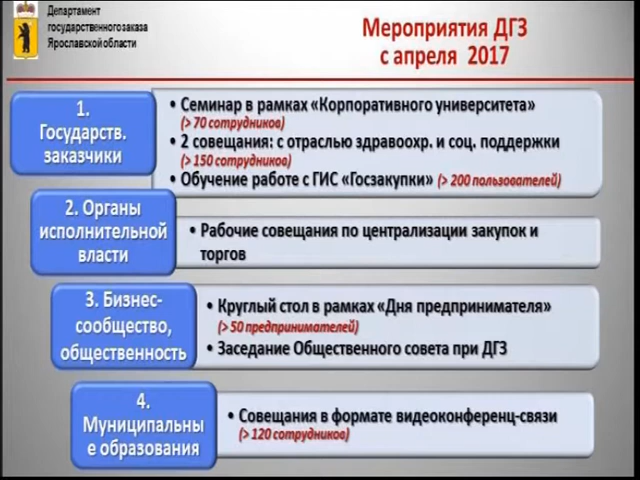 Департамент
государственного заказа
Ярославской области
Мероприятия ДГЗ
с апреля 2017
1.
Государств.
заказчики
• Семинар в рамках «Корпоративного университета»
(> 70 сотрудников)
• 2 совещания: с отраслью здравоохр. и соц. поддержки
(> 150 сотрудников)
• Обучение работе с ГИС «Госзакупки» (> 200 пользователей)
2. Органы
исполнительной
власти
• Рабочие совещания по централизации закупок и
торгов
3. Бизнес-
сообщество,
общественность
• Круглый стол в рамках «Дня предпринимателя»
(> 50 предпринимателей)
• Заседание Общественного совета при ДГЗ
4.
Муниципальны
е образования
• Совещания в формате видеоконференц-связи
(> 120 сотрудников)